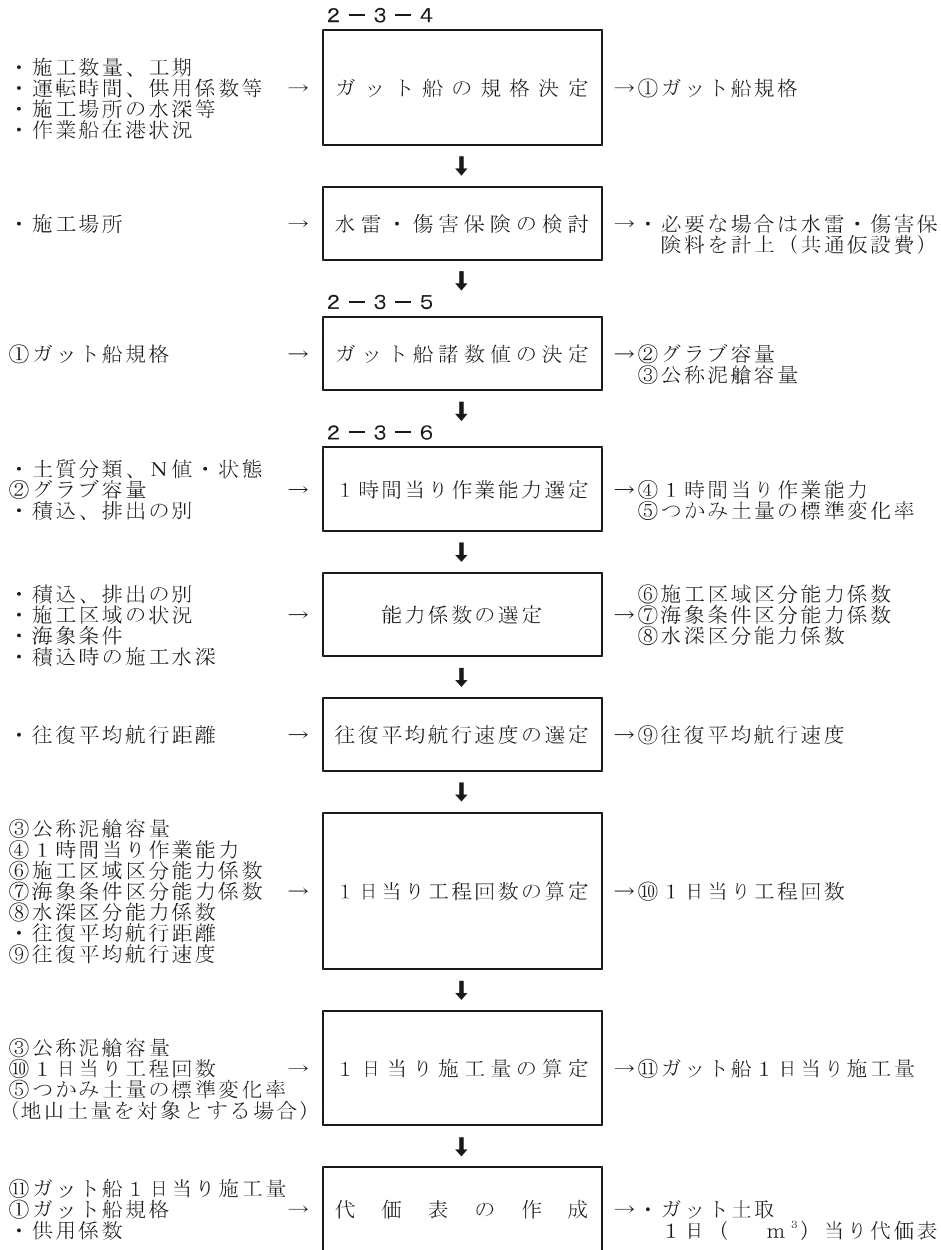 2－3－4
・施工数量、工期
・運転時間、供用係数等
・施工場所の水深等
・作業船在港状況
→
ガット船の規格決定
→①ガット船規格
・施工場所
→
水雷・傷害保険の検討
→・必要な場合は水雷・傷害保
険料を計上（共通仮設費）
2－3－5
①ガット船規格
→
ガット船諸数値の決定
→②グラブ容量
③公称泥艙容量
2－3－6
・土質分類、N値・状態
②グラブ容量
・積込、排出の別
→
1時間当り作業能力選定
→④1時間当り作業能力
⑤つかみ土量の標準変化率
・積込、排出の別
・施工区域の状況
・海象条件
・積込時の施工水深
→
能力係数の選定
⑥施工区域区分能力係数
→⑦海象条件区分能力係数
⑧水深区分能力係数
・往復平均航行距離
→
往復平均航行速度の選定
→⑨往復平均航行速度
③公称泥艙容量
④1時間当り作業能力
⑥施工区域区分能力係数
⑦海象条件区分能力係数
⑧水深区分能力係数
・往復平均航行距離
⑨往復平均航行速度
→
1日当り工程回数の算定
→⑩1日当り工程回数
③公称泥艙容量
⑩1日当り工程回数
⑤つかみ土量の標準変化率
(地山土量を対象とする場合)
→
1日当り施工量の算定
→⑪ガット船1日当り施工量
⑪ガット船1日当り施工量
①ガット船規格
・供用係数
→
代価表の作成
→・ガット土取
1日（　　m³）当り代価表